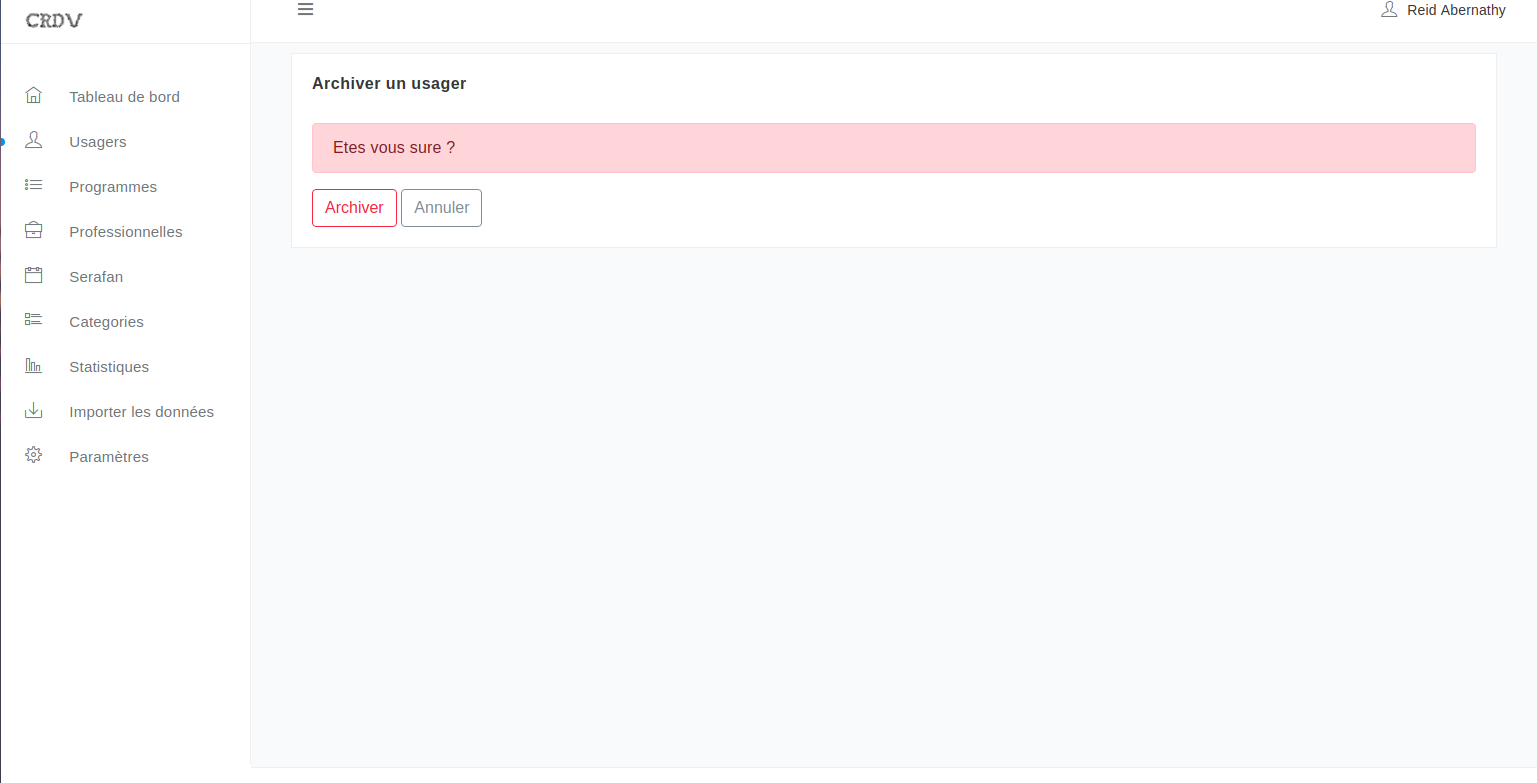 CRDV
Reid Abernathy
Tableau de bord
Usagers
Programmes
Professionnelles
Serafan
Categories
Statistiques
Importer les données
Paramètres
Archiver un usager
Etes vous sure ?
Archiver Annuler